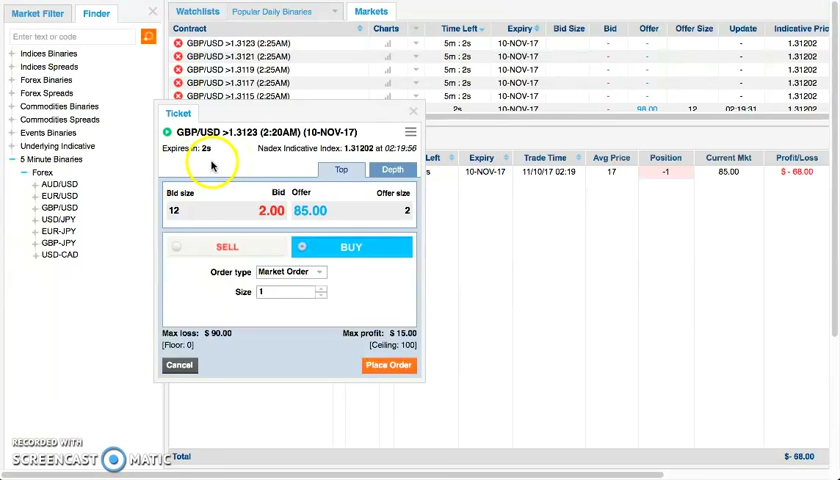 Market Filter
Finder
Enter text or code
Indices Binaries
Indices Spreads
Forex Binaries
Forex Spreads
Commodities Binaries
Commodities Spreads
Events Binaries
Underlying Indicative
5 Minute Binaries
Forex
AUD/USD
EUR/USD
GBP/USD
USD/JPY
EUR-JPY
GBP-JPY
USD-CAD
RECORDED WITH
SCREENCAST MATIC
Watchlists Popular Daily Binaries Markets
Contract Charts Time Left Expiry Bid Size Bid Offer Offer Size Update Indicative Pric
GBP/USD >1.3123 (2:25AM) 5m : 2s 10-NOV-17 - - - - - 1.31202
GBP/USD >1.3121 (2:25AM) 5m : 2s 10-NOV-17 - - - - - 1.31202
GBP/USD >1.3119 (2:25AM) 5m : 2s 10-NOV-17 - - - - - 1.31202
GBP/USD >1.3117 (2:25AM) 5m : 2s 10-NOV-17 - - - - - 1.31202
GBP/USD >1.3115 (2:25AM) 5m : 2s 10-NOV-17 - - - - - 1.31202
2s 10-NOV-17 - - 98.00 12 02:19:31 1.31202
Ticket
GBP/USD >1.3123 (2:20AM) (10-NOV-17)
Expires in: 2s Nadex Indicative Index: 1.31202 at 02:19:56
Top Depth
Bid size Bid Offer Offer size
12 2.00 85.00 2
SELL BUY
Order type Market Order
Size 1
Max loss: $ 90.00 Max profit: $ 15.00
[Floor: 0] [Ceiling: 100]
Cancel Place Order
Left Expiry Trade Time Avg Price Position Current Mkt Profit/Loss
s 10-NOV-17 11/10/17 02:19 17 -1 85.00 $ - 68.00
Total $- 68.00